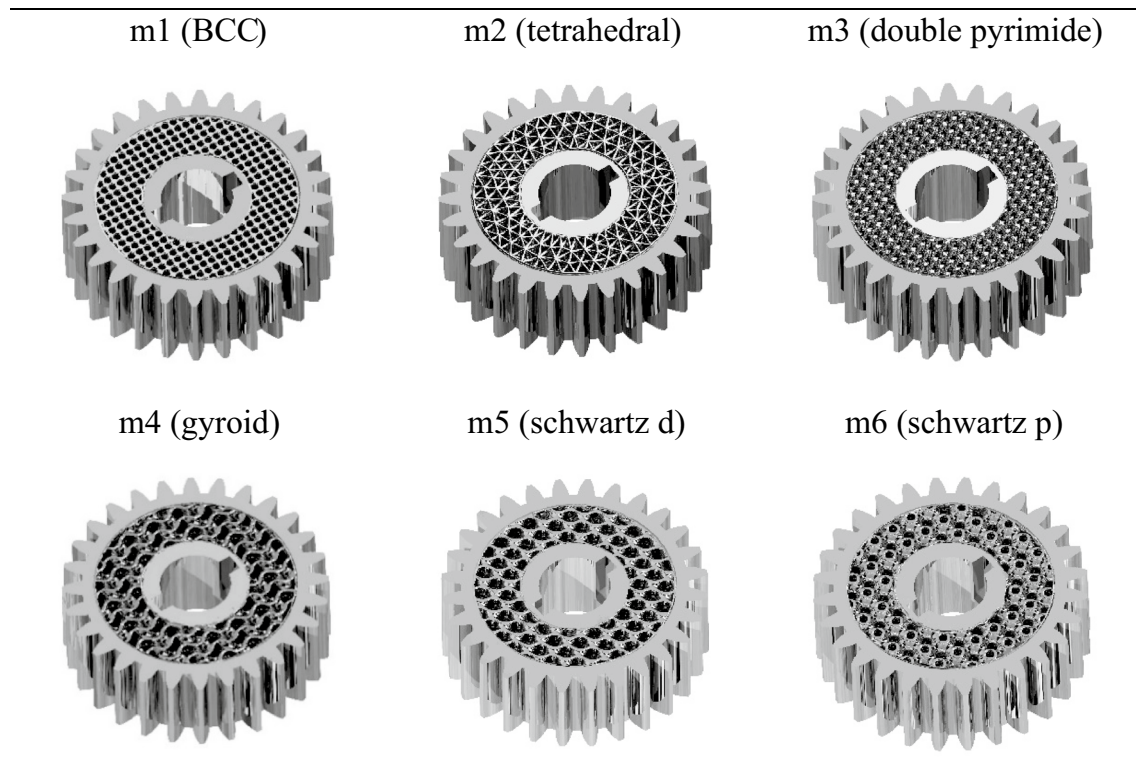 m1 (BCC) m2 (tetrahedral) m3 (double pyrimide)
m4 (gyroid) m5 (schwartz d) m6 (schwartz p)